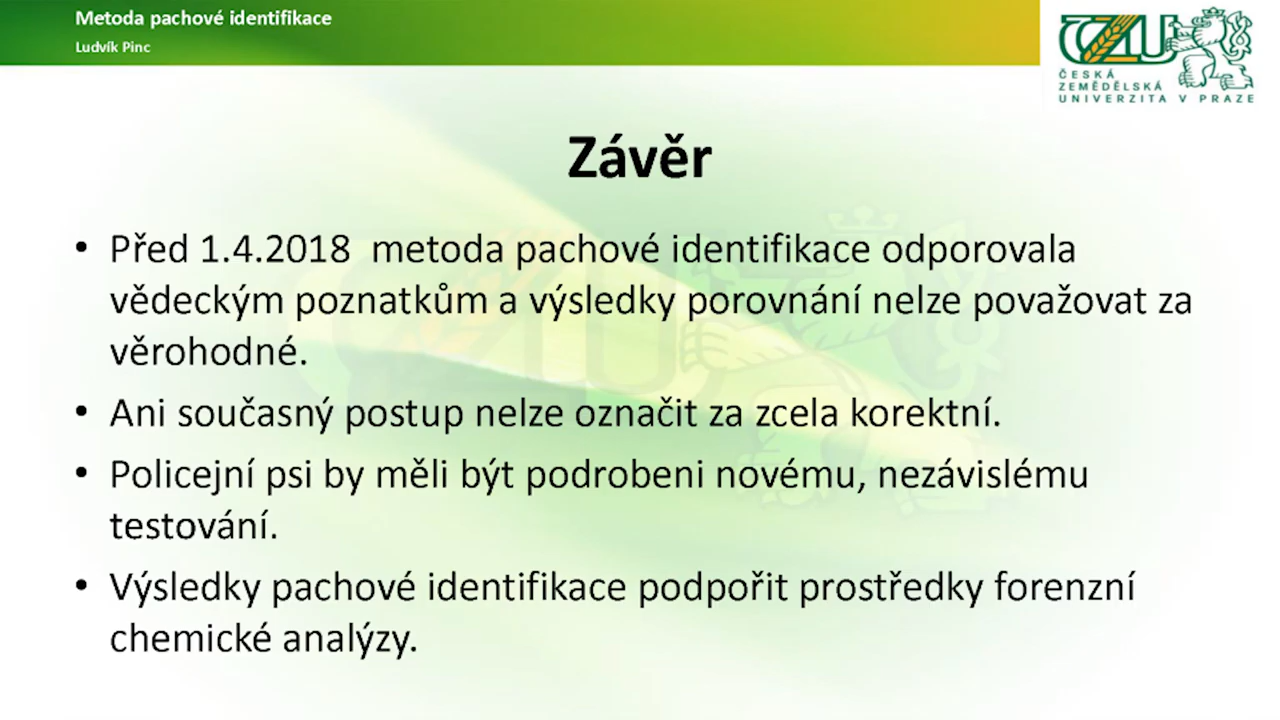 Metoda pachové identifikace
Ludvík Pinc
ČZU
ČESKÁ
ZEMĚDĚLSKÁ
UNIVERZITA V PRAZE
Závěr
• Před 1.4.2018 metoda pachové identifikace odporovala
vědeckým poznatkům a výsledky porovnání nelze považovat za
věrohodné.
• Ani současný postup nelze označit za zcela korektní.
• Policejní psi by měli být podrobeni novému, nezávislému
testování.
• Výsledky pachové identifikace podpořit prostředky forenzní
chemické analýzy.